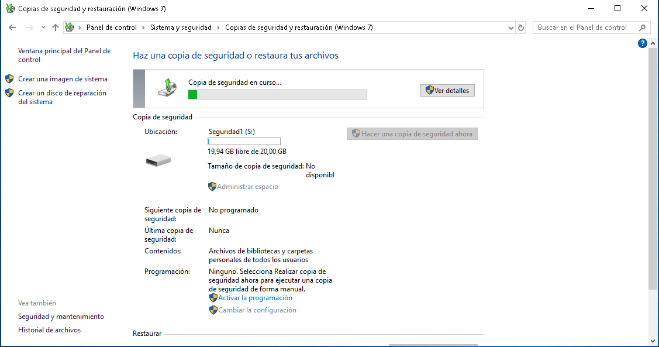 Copias de seguridad y restauración (Windows 7)
Panel de control > Sistema y seguridad > Copias de seguridad y restauración (Windows 7)
Buscar en el Panel de control
Ventana principal del Panel de
control
Crear una imagen de sistema
Crear un disco de reparación
del sistema
Haz una copia de seguridad o restaura tus archivos
Copia de seguridad en curso...
Ver detalles
Copia de seguridad
Ubicación:
Seguridad1 (S:)
Hacer una copia de seguridad ahora
19,94 GB libre de 20,00 GB
Tamaño de copia de seguridad: No
disponibl
Administrar espacio
Siguiente copia de
seguridad:
No programado
Última copia de
seguridad:
Nunca
Contenidos:
Archivos de bibliotecas y carpetas
personales de todos los usuarios
Programación:
Ninguno. Selecciona Realizar copia de
seguridad ahora para ejecutar una copia
de seguridad de forma manual.
Activar la programación
Cambiar la configuración
Vea también
Seguridad y mantenimiento
Historial de archivos
Restaurar